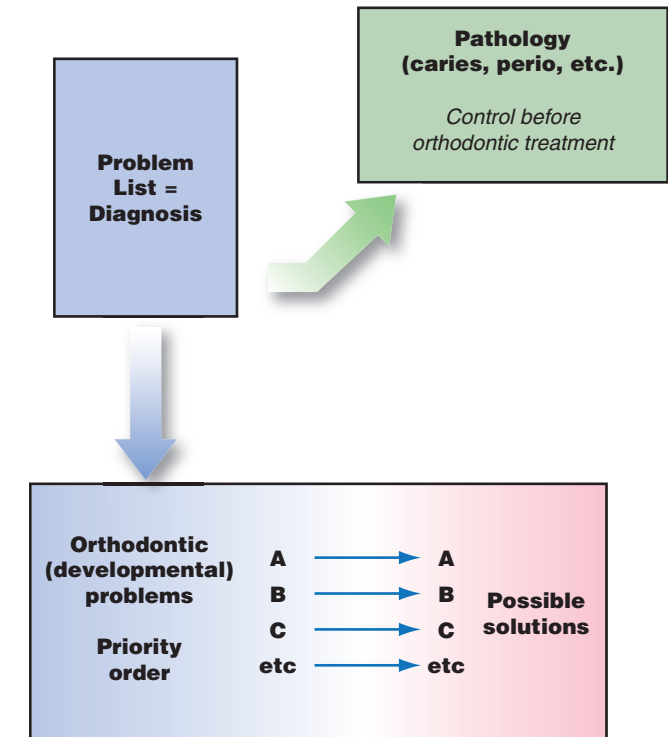 Problem
List =
Diagnosis
Pathology
(caries, perio, etc.)
Control before
orthodontic treatment
Orthodontic
(developmental)
problems
Priority
order
A A
B B
C C
etc etc
Possible
solutions